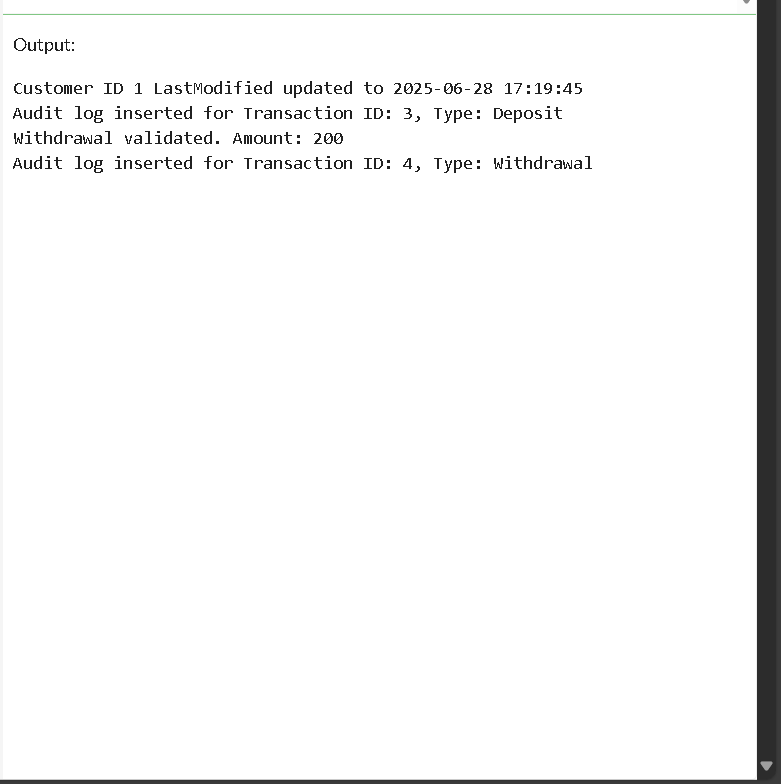 Output:
Customer ID 1 LastModified updated to 2025-06-28 17:19:45
Audit log inserted for Transaction ID: 3, Type: Deposit
Withdrawal validated. Amount: 200
Audit log inserted for Transaction ID: 4, Type: Withdrawal